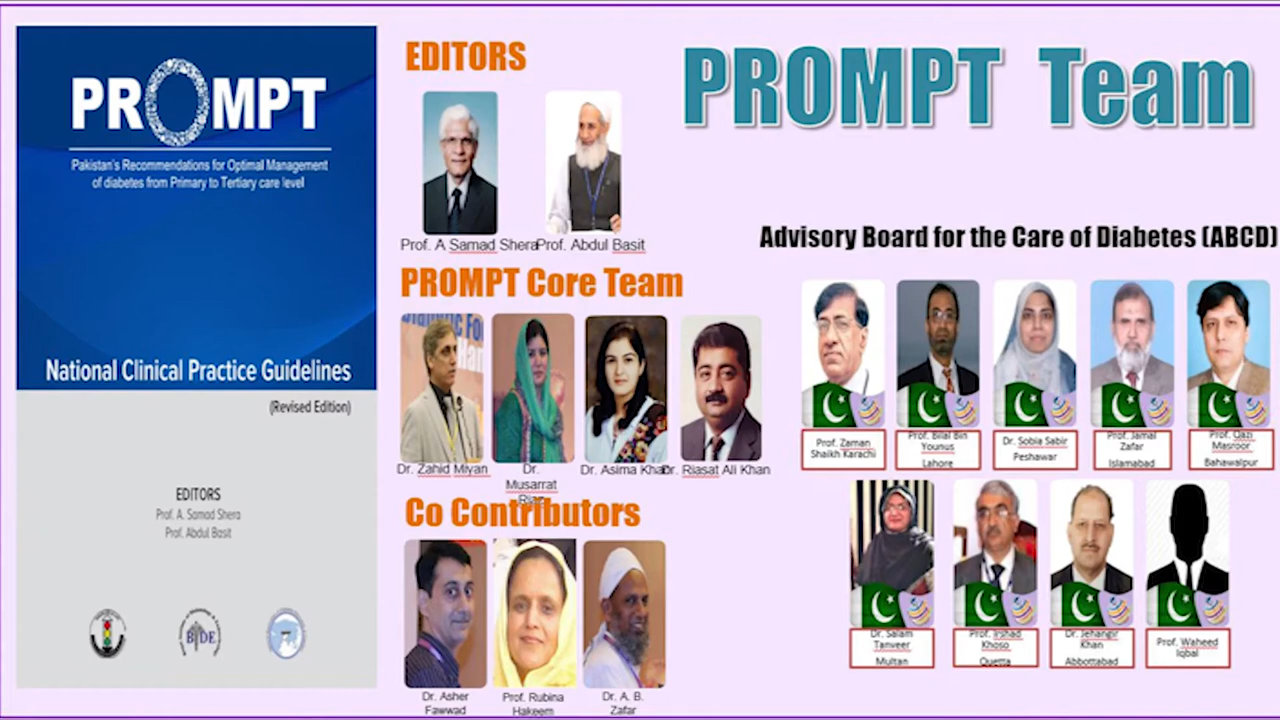 PROMPT
Pakistan's Recommendations for Optimal Management
of diabetes from Primary to Tertiary care level
National Clinical Practice Guidelines
(Revised Edition)
EDITORS
Prof. A. Samad Shera
Prof. Abdul Basit
BIDE
EDITORS
Prof. A Samad Shera
Prof. Abdul Basit
PROMPT Core Team
Dr. Zahid Miyan
Dr.
Musarrat
Riaz
Dr. Asima Khan
Dr. Riasat Ali Khan
Co Contributors
Dr. Asher
Fawwad
Prof. Rubina
Hakeem
Dr. A. B.
Zafar
PROMPT Team
Advisory Board for the Care of Diabetes (ABCD)
Prof. Zaman
Shaikh Karachi
Prof. Bilal Bin
Younus
Lahore
Dr. Sobia Sabir
Peshawar
Prof. Jamal
Zafar
Islamabad
Prof. Qazi
Masroor
Bahawalpur
Dr. Salam
Tanveer
Multan
Prof. Irshad
Khoso
Quetta
Dr. Jehangir
Khan
Abbottabad
Prof. Waheed
Iqbal